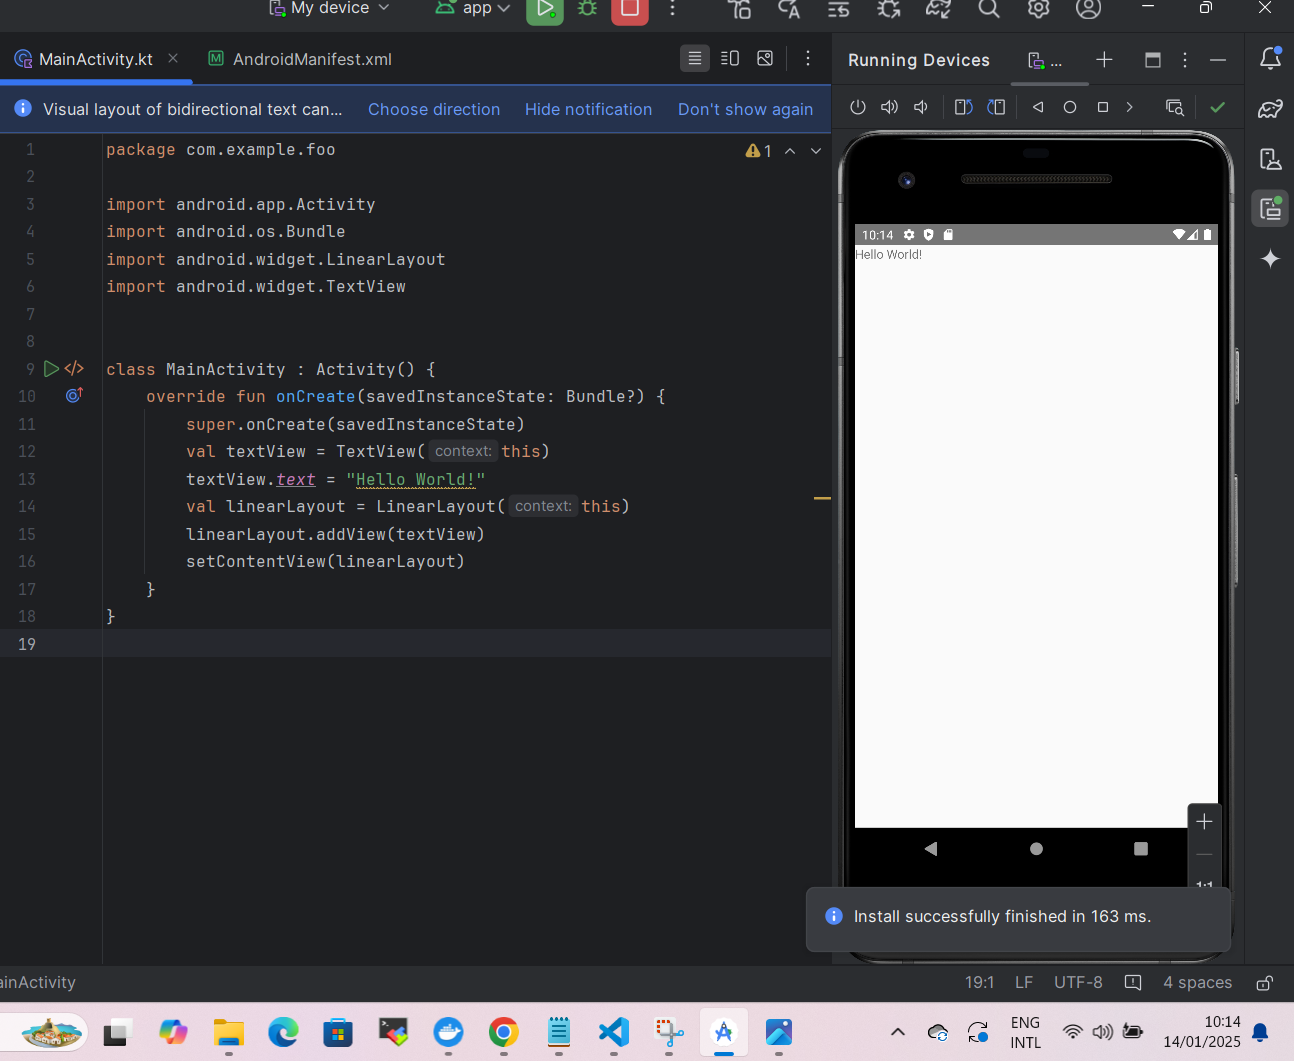 My device
app
MainActivity.kt
AndroidManifest.xml
Running Devices
...
Visual layout of bidirectional text can...
Choose direction
Hide notification
Don't show again
1 package com.example.foo
1
2
3 import android.app.Activity
4 import android.os.Bundle
5 import android.widget.LinearLayout
6 import android.widget.TextView
7
8
9 class MainActivity : Activity() {
10 override fun onCreate(savedInstanceState: Bundle?) {
11 super.onCreate(savedInstanceState)
12 val textView = TextView( context: this)
13 textView.text = "Hello World!"
14 val linearLayout = LinearLayout( context: this)
15 linearLayout.addView(textView)
16 setContentView(linearLayout)
17 }
18 }
19
10:14
Hello World!
1:1
Install successfully finished in 163 ms.
ainActivity
19:1 LF UTF-8 4 spaces
ENG
INTL
10:14
14/01/2025